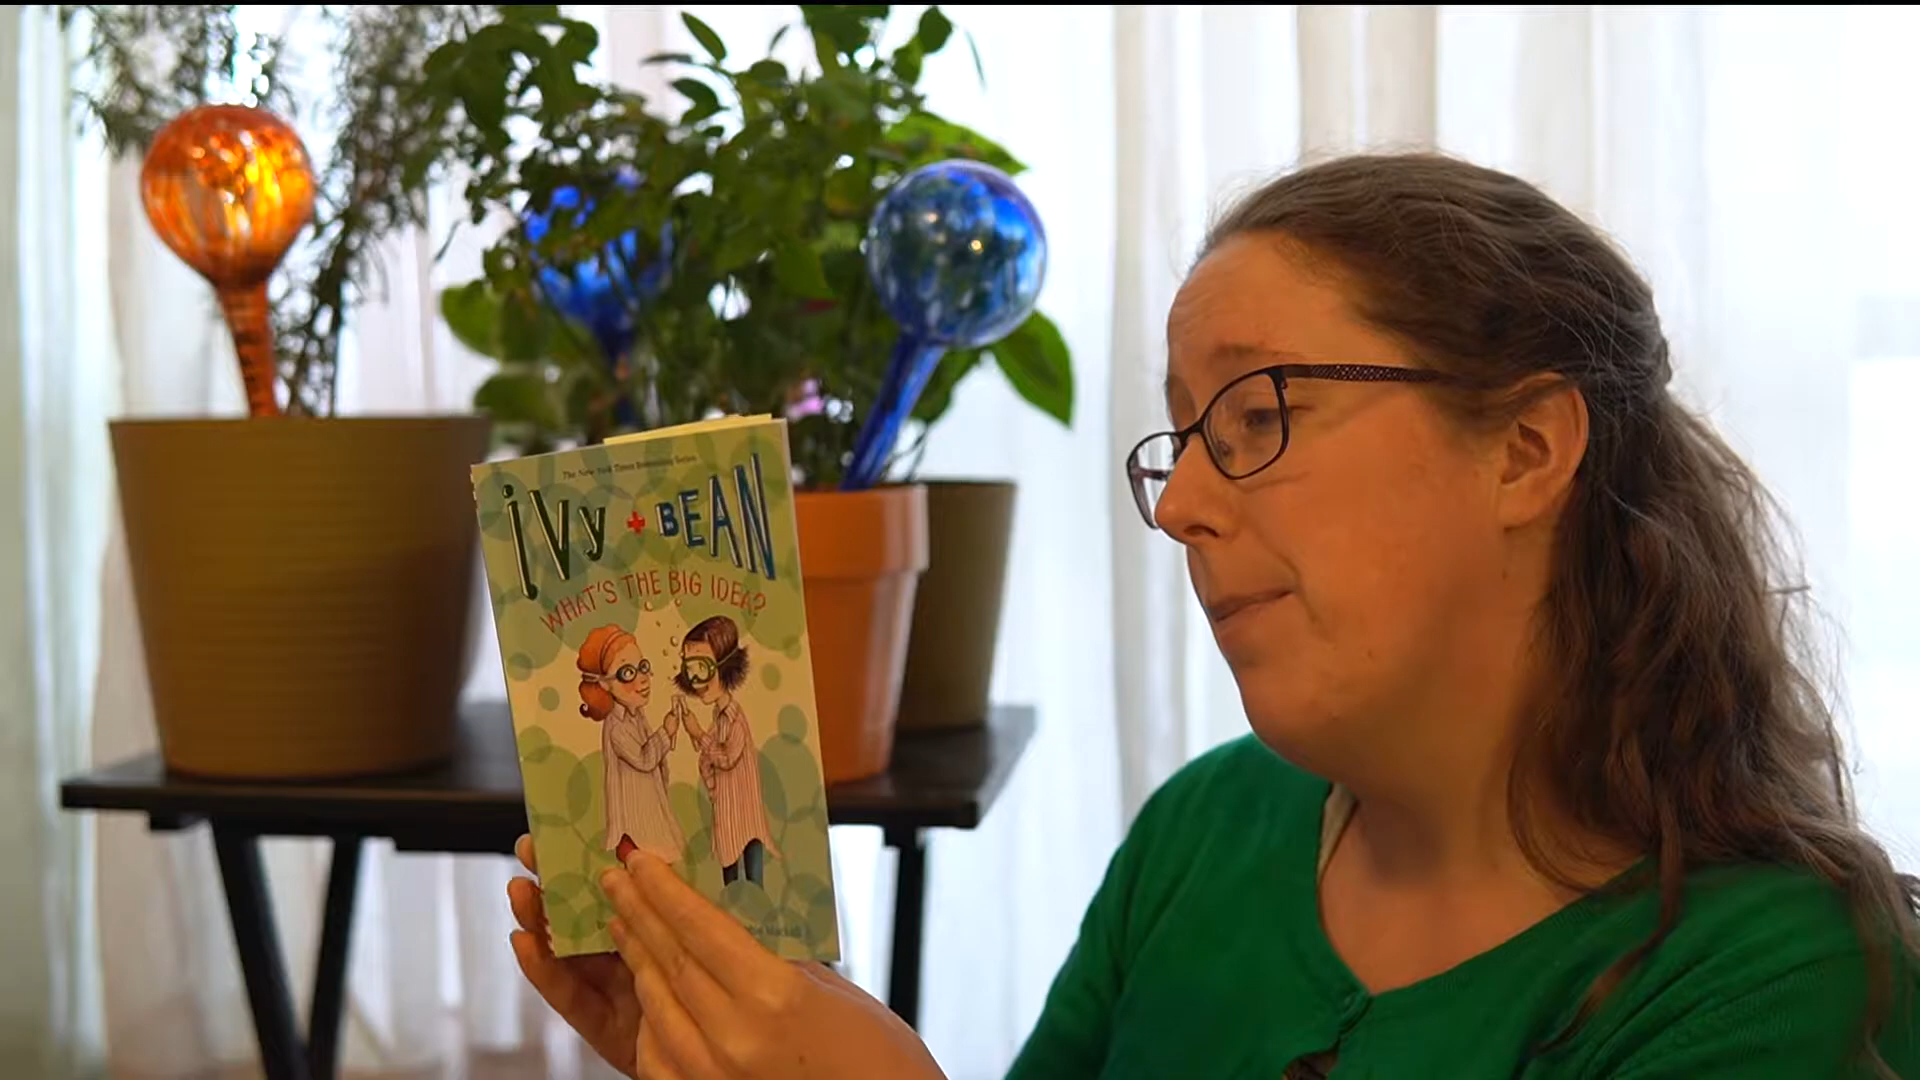 The New York Times Bestselling Series
iVy + BEAN
WHAT'S THE BIG IDEA?